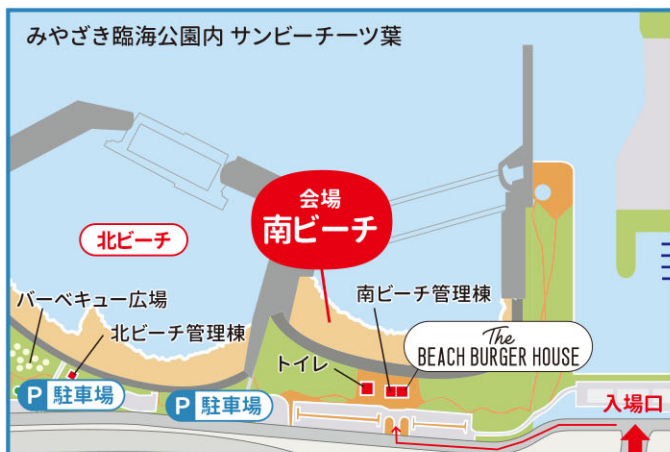 みやざき臨海公園内 サンビーチ一ツ葉
会場
南ビーチ
北ビーチ
バーベキュー広場
南ビーチ管理棟
北ビーチ管理棟
The
BEACH BURGER HOUSE
トイレ
P 駐車場
P 駐車場
入場口